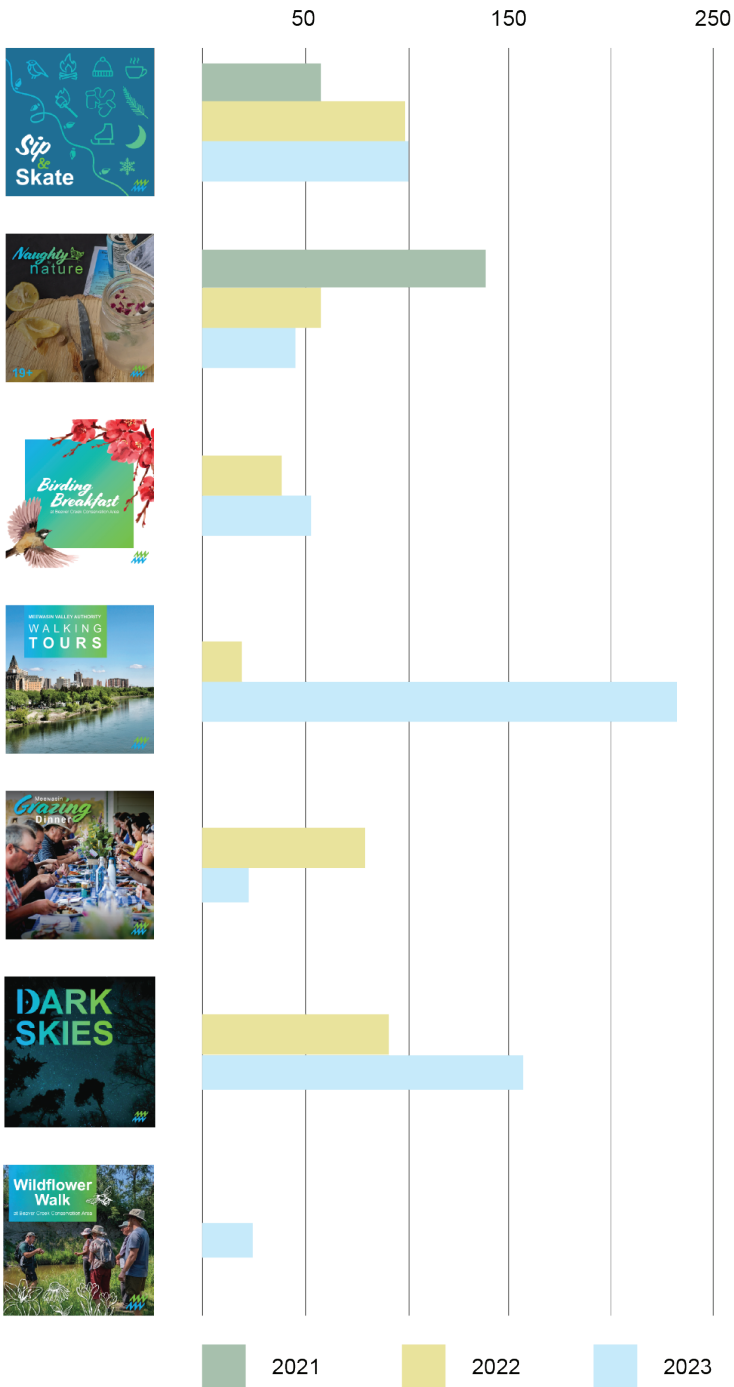 50 150 250
Sip
&
Skate
Naughty
by
nature
19+
Birding
Breakfast
at Beaver Creek Conservation Area
MEEWASIN VALLEY AUTHORITY
WALKING
TOURS
Meewasin
Grazing
Dinner
DARK
SKIES
Wildflower
Walk
at Beaver Creek Conservation Area
2021 2022 2023